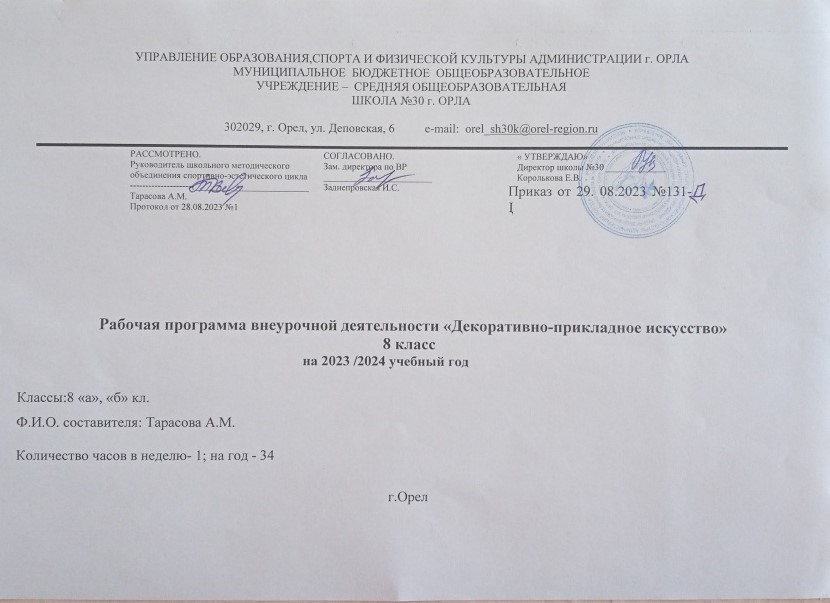 УПРАВЛЕНИЕ ОБРАЗОВАНИЯ,СПОРТА И ФИЗИЧЕСКОЙ КУЛЬТУРЫ АДМИНИСТРАЦИИ г. ОРЛА
МУНИЦИПАЛЬНОЕ БЮДЖЕТНОЕ ОБЩЕОБРАЗОВАТЕЛЬНОЕ
УЧРЕЖДЕНИЕ – СРЕДНЯЯ ОБЩЕОБРАЗОВАТЕЛЬНАЯ
ШКОЛА №30 г. ОРЛА
302029, г. Орел, ул. Деповская, 6 e-mail: orel_sh30k@orel-region.ru
РАССМОТРЕНО.
Руководитель школьного методического
объединения спортивно-эстетического цикла
Тарасова А.М.
Протокол от 28.08.2023 №1
СОГЛАСОВАНО.
Зам. директора по ВР
Заднепровская И.С.
« УТВЕРЖДАЮ»
Директор школы №30
Королькова Е.В.
Приказ от 29. 08.2023 №131-Д
Рабочая программа внеурочной деятельности «Декоративно-прикладное искусство»
8 класс
на 2023 /2024 учебный год
Классы:8 «а», «б» кл.
Ф.И.О. составителя: Тарасова А.М.
Количество часов в неделю- 1; на год - 34
г.Орел